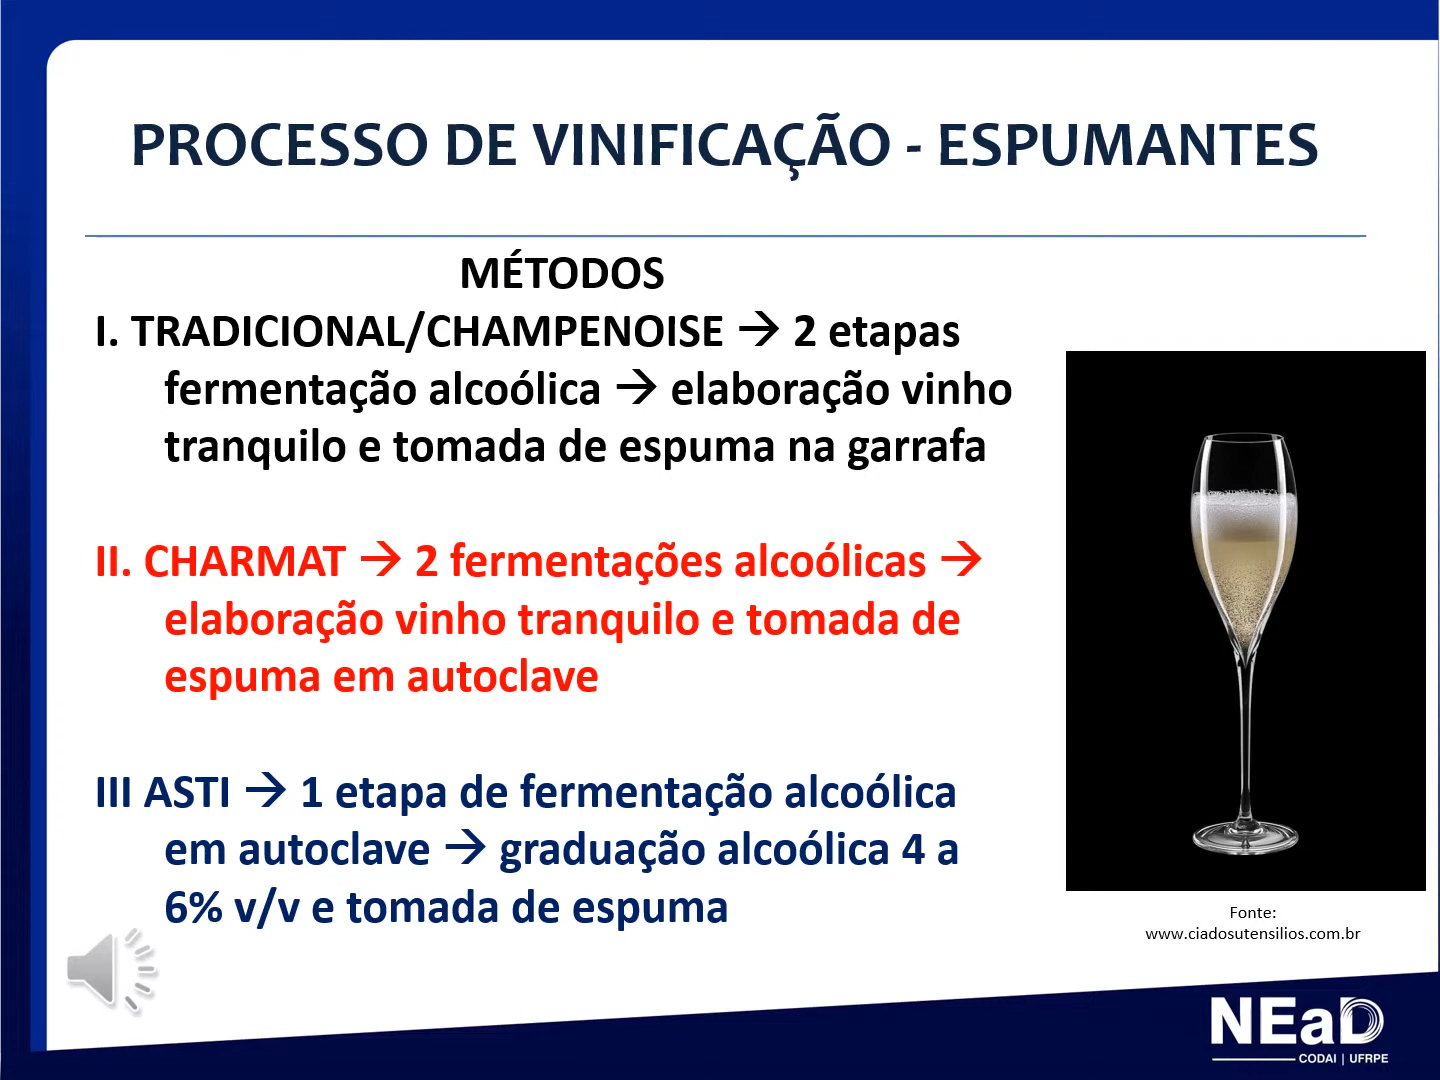 PROCESSO DE VINIFICAÇÃO - ESPUMANTES
MÉTODOS
I. TRADICIONAL/CHAMPENOISE → 2 etapas
fermentação alcoólica → elaboração vinho
tranquilo e tomada de espuma na garrafa
II. CHARMAT → 2 fermentações alcoólicas →
elaboração vinho tranquilo e tomada de
espuma em autoclave
III ASTI → 1 etapa de fermentação alcoólica
em autoclave → graduação alcoólica 4 a
6% v/v e tomada de espuma
Fonte:
www.ciadosutensilios.com.br
NEaD
CODAI | UFRPE